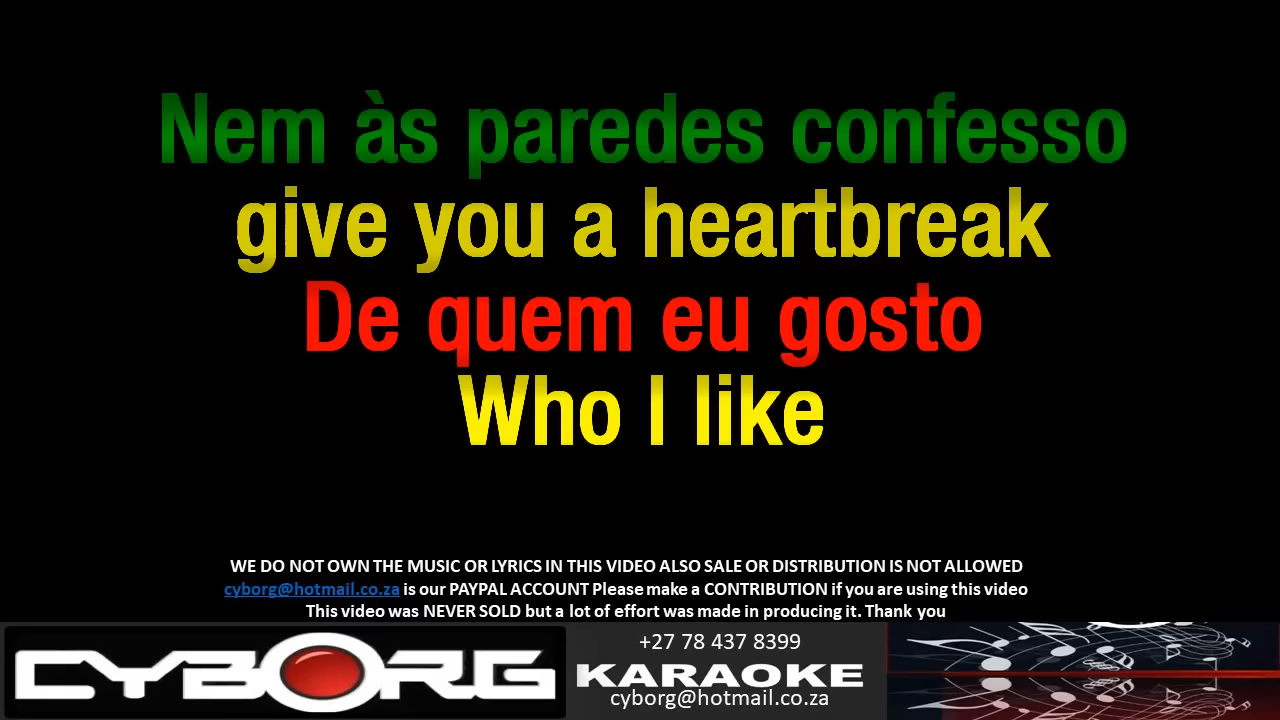 Nem às paredes confesso
give you a heartbreak
De quem eu gosto
Who I like
WE DO NOT OWN THE MUSIC OR LYRICS IN THIS VIDEO ALSO SALE OR DISTRIBUTION IS NOT ALLOWED
cyborg@hotmail.co.za is our PAYPAL ACCOUNT Please make a CONTRIBUTION if you are using this video
This video was NEVER SOLD but a lot of effort was made in producing it. Thank you
CYBORG
+27 78 437 8399
KARAOKE
cyborg@hotmail.co.za